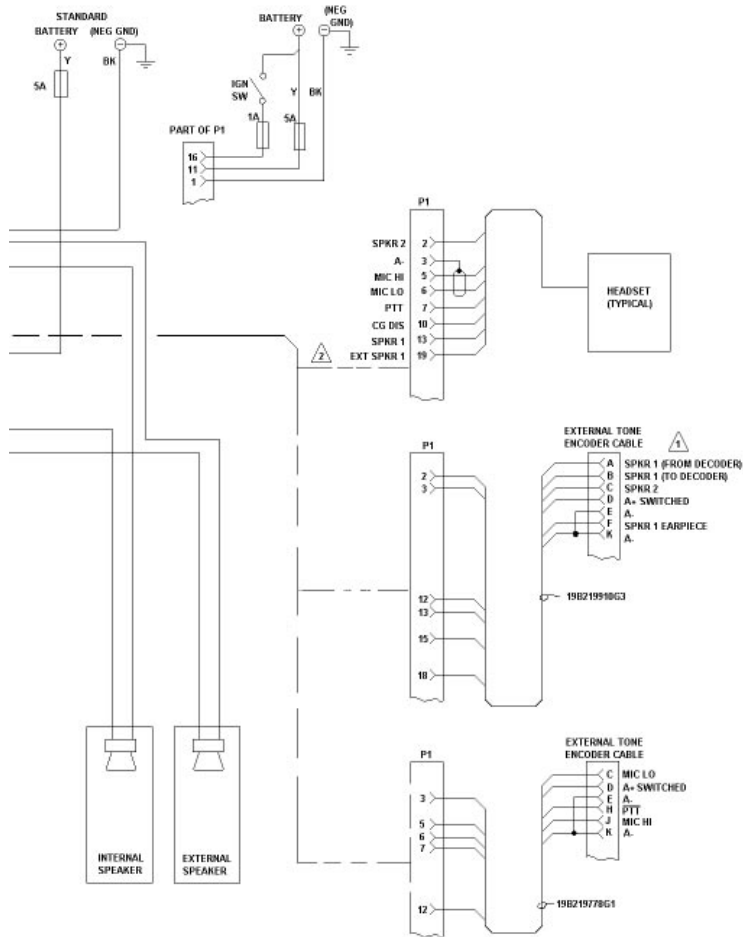 STANDARD
BATTERY (NEG GND)
+ −
Y
BK
5A
BATTERY
(NEG
GND)
+ −
IGN
SW
Y BK
1A 5A
PART OF P1
16
11
1
P1
SPKR 2 2
A- 3
MIC HI 5
MIC LO 6
PTT 7
CG DIS 10
SPKR 1 13
EXT SPKR 1 19
2
HEADSET
(TYPICAL)
EXTERNAL TONE
ENCODER CABLE
1
P1
2
3
12
13
15
18
A SPKR 1 (FROM DECODER)
B SPKR 1 (TO DECODER)
C SPKR 2
D A+ SWITCHED
E A-
F SPKR 1 EARPIECE
K A-
19B219910G3
EXTERNAL TONE
ENCODER CABLE
P1
3
5
6
7
12
C MIC LO
D A+ SWITCHED
E A-
H PTT
J MIC HI
K A-
19B219778G1
INTERNAL
SPEAKER
EXTERNAL
SPEAKER